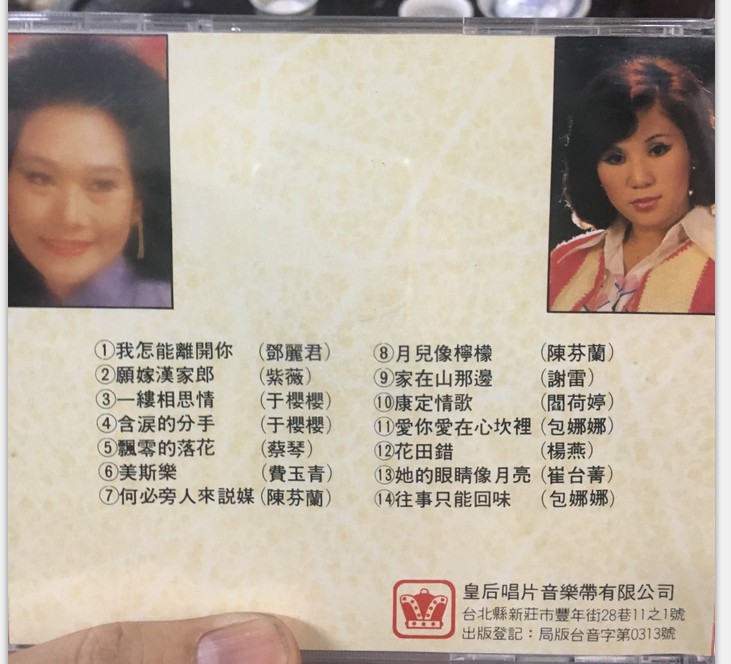 ①我怎能離開你 (鄧麗君)
②願嫁漢家郎 (紫薇)
③一縷相思情 (于櫻櫻)
④含淚的分手 (于櫻櫻)
⑤飄零的落花 (蔡琴)
⑥美斯樂 (費玉青)
⑦何必旁人來説媒 (陳芬蘭)
⑧月兒像檸檬 (陳芬蘭)
⑨家在山那邊 (謝雷)
⑩康定情歌 (閻荷婷)
⑪愛你愛在心坎裡 (包娜娜)
⑫花田錯 (楊燕)
⑬她的眼睛像月亮 (崔台菁)
⑭往事只能回味 (包娜娜)
皇后唱片音樂帶有限公司
台北縣新莊市豐年街28巷11之1號
出版登記：局版台音字第0313號